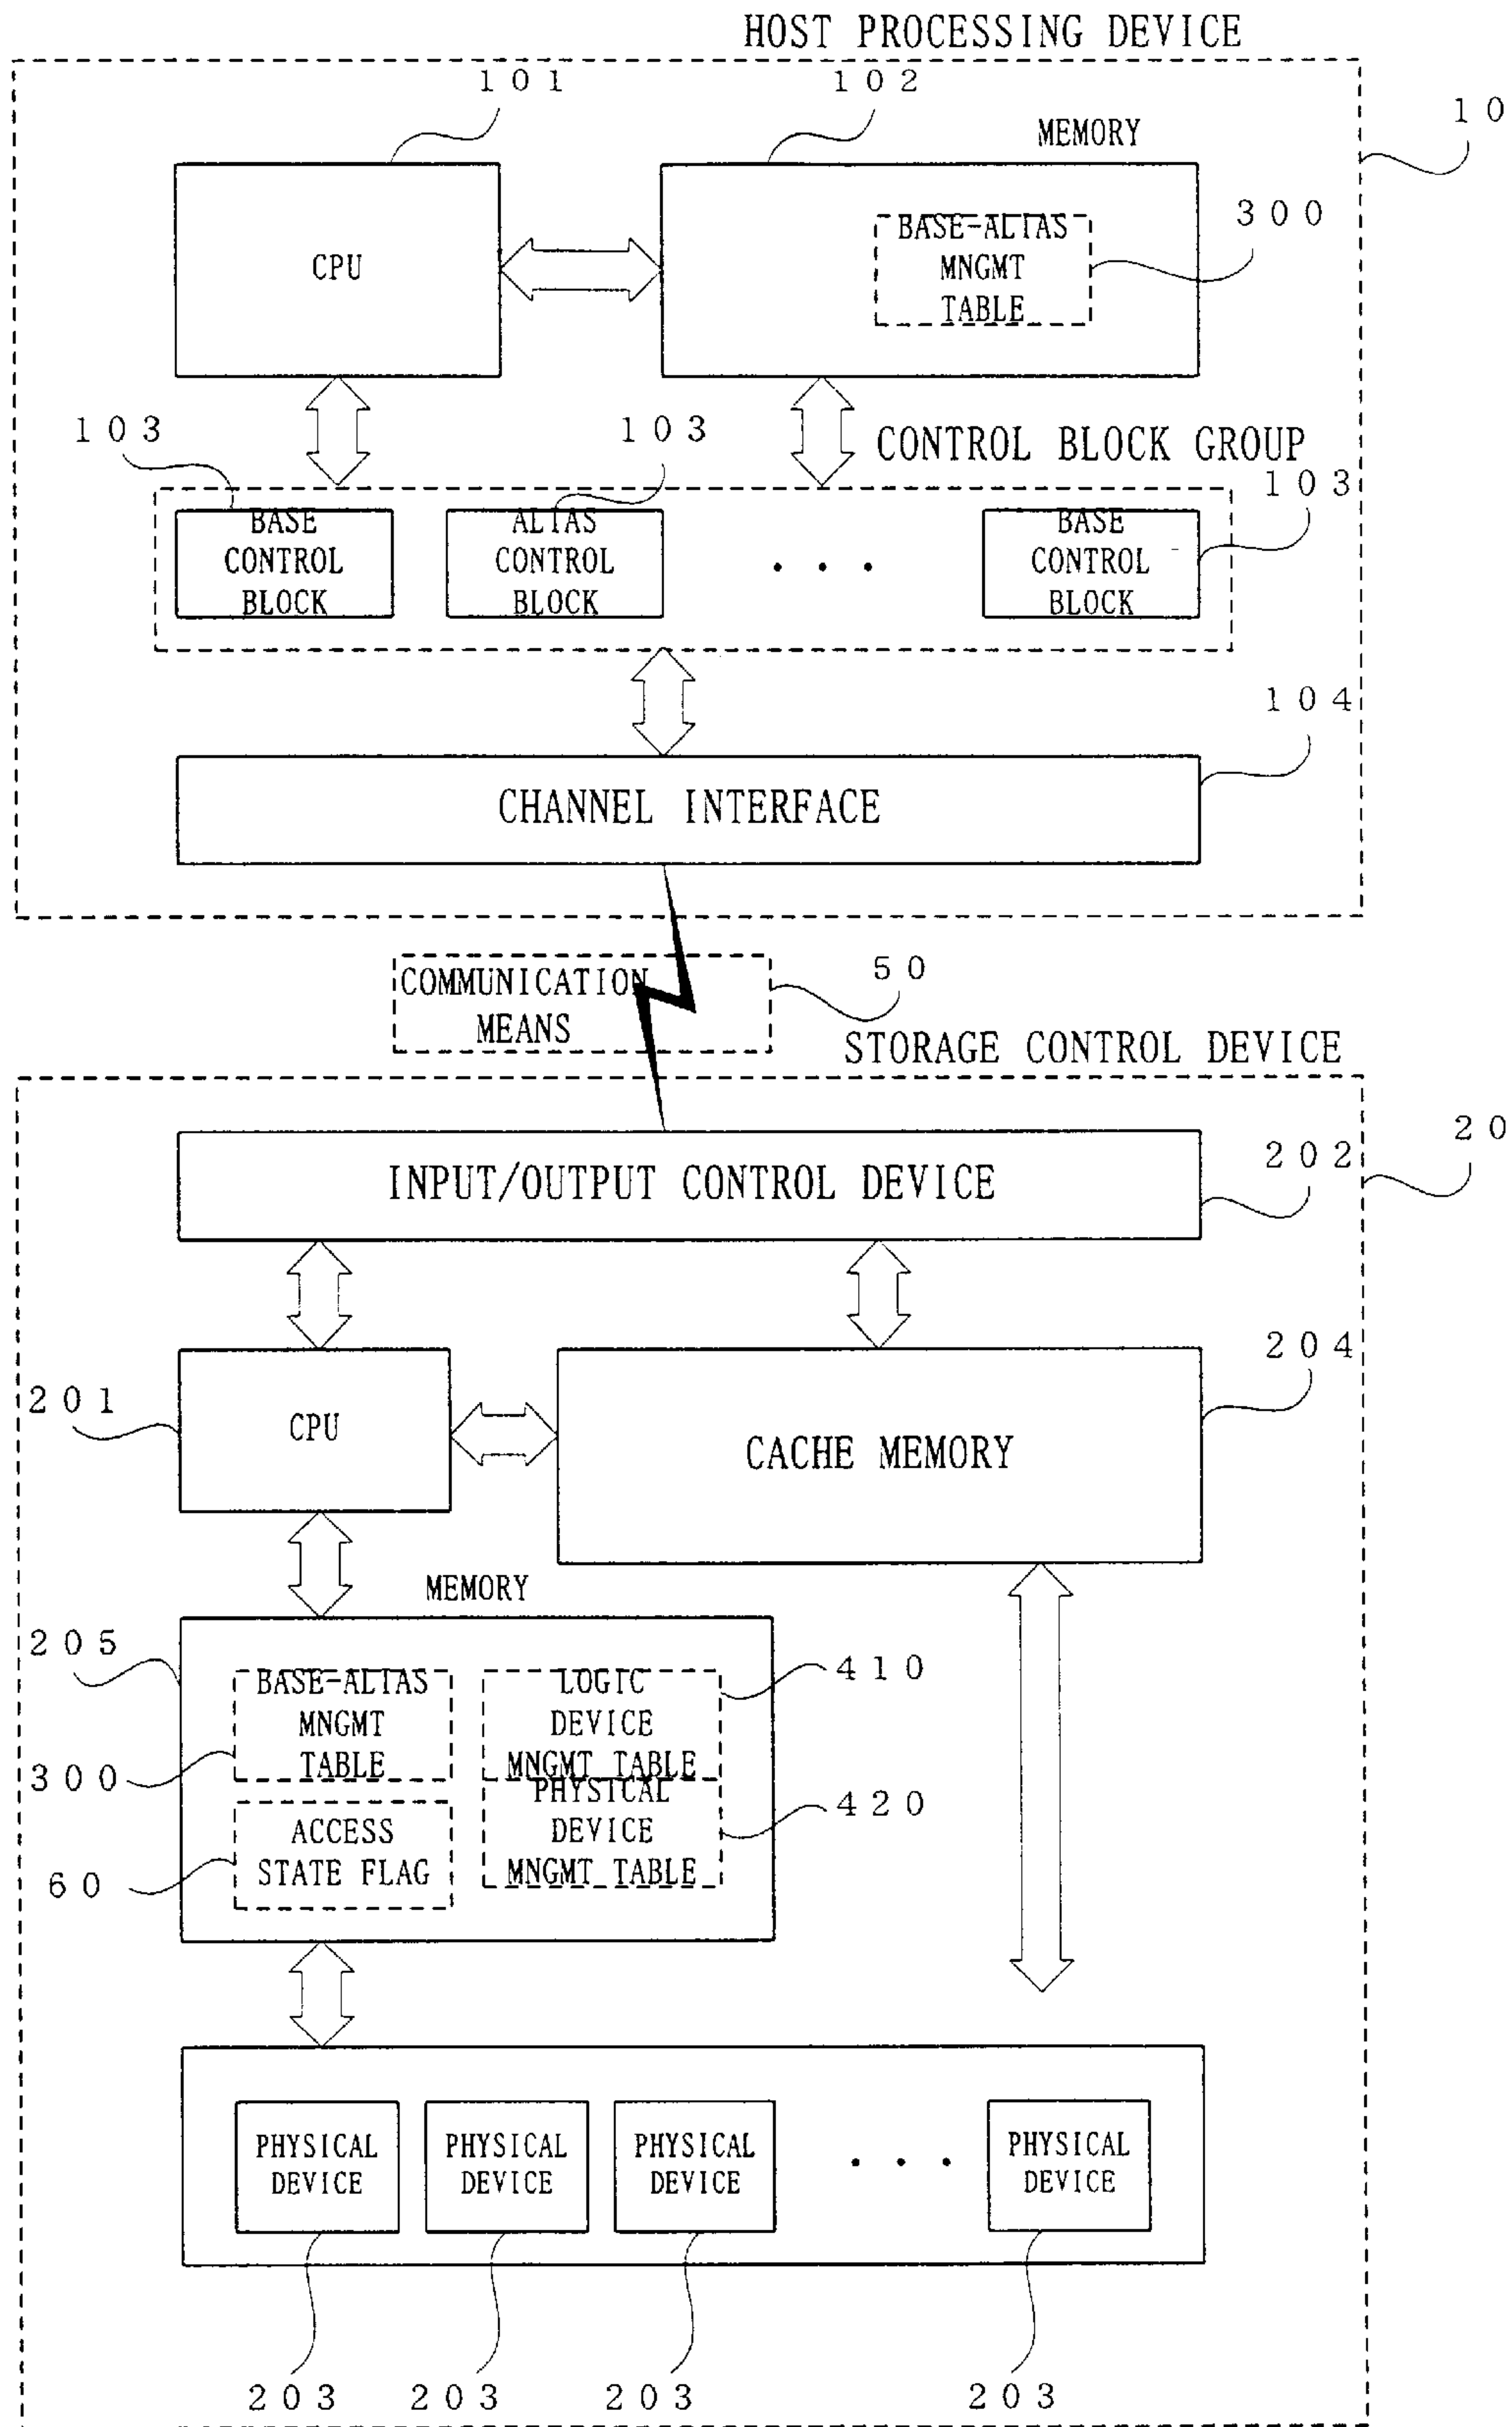 HOST PROCESSING DEVICE
101
102
10
MEMORY
300
CPU
BASE-ALIAS
MNGMT
TABLE
103
103
CONTROL BLOCK GROUP
103
BASE
CONTROL
BLOCK
ALIAS
CONTROL
BLOCK
. . .
BASE
CONTROL
BLOCK
104
CHANNEL INTERFACE
COMMUNICATION
MEANS
50
STORAGE CONTROL DEVICE
20
INPUT/OUTPUT CONTROL DEVICE
202
204
201
CPU
CACHE MEMORY
MEMORY
205
BASE-ALIAS
MNGMT
TABLE
300
LOGIC
DEVICE
MNGMT TABLE
410
ACCESS
STATE FLAG
60
PHYSICAL
DEVICE
MNGMT TABLE
420
PHYSICAL
DEVICE
PHYSICAL
DEVICE
PHYSICAL
DEVICE
. . .
PHYSICAL
DEVICE
203
203
203
203